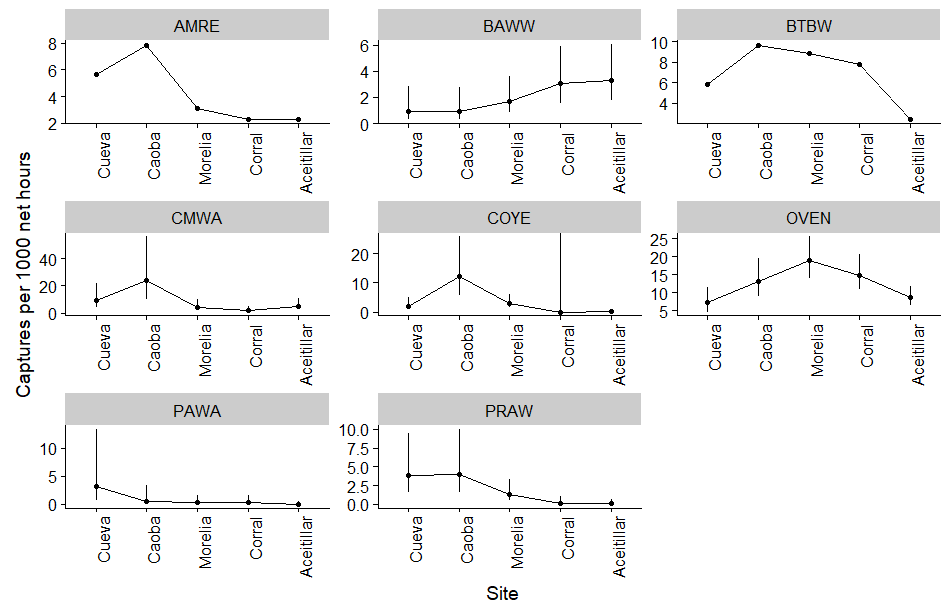 AMRE BAWW BTBW
8 6 10
6 4 8
4 2 6
2 0 4
Cueva Caoba Morelia Corral Aceitillar Cueva Caoba Morelia Corral Aceitillar Cueva Caoba Morelia Corral Aceitillar
Captures per 1000 net hours
CMWA COYE OVEN
40 20 25
20 10 20
0 0 15
10
5
Cueva Caoba Morelia Corral Aceitillar Cueva Caoba Morelia Corral Aceitillar Cueva Caoba Morelia Corral Aceitillar
PAWA PRAW
10 10.0
5 7.5
0 5.0
2.5
0.0
Cueva Caoba Morelia Corral Aceitillar Cueva Caoba Morelia Corral Aceitillar
Site